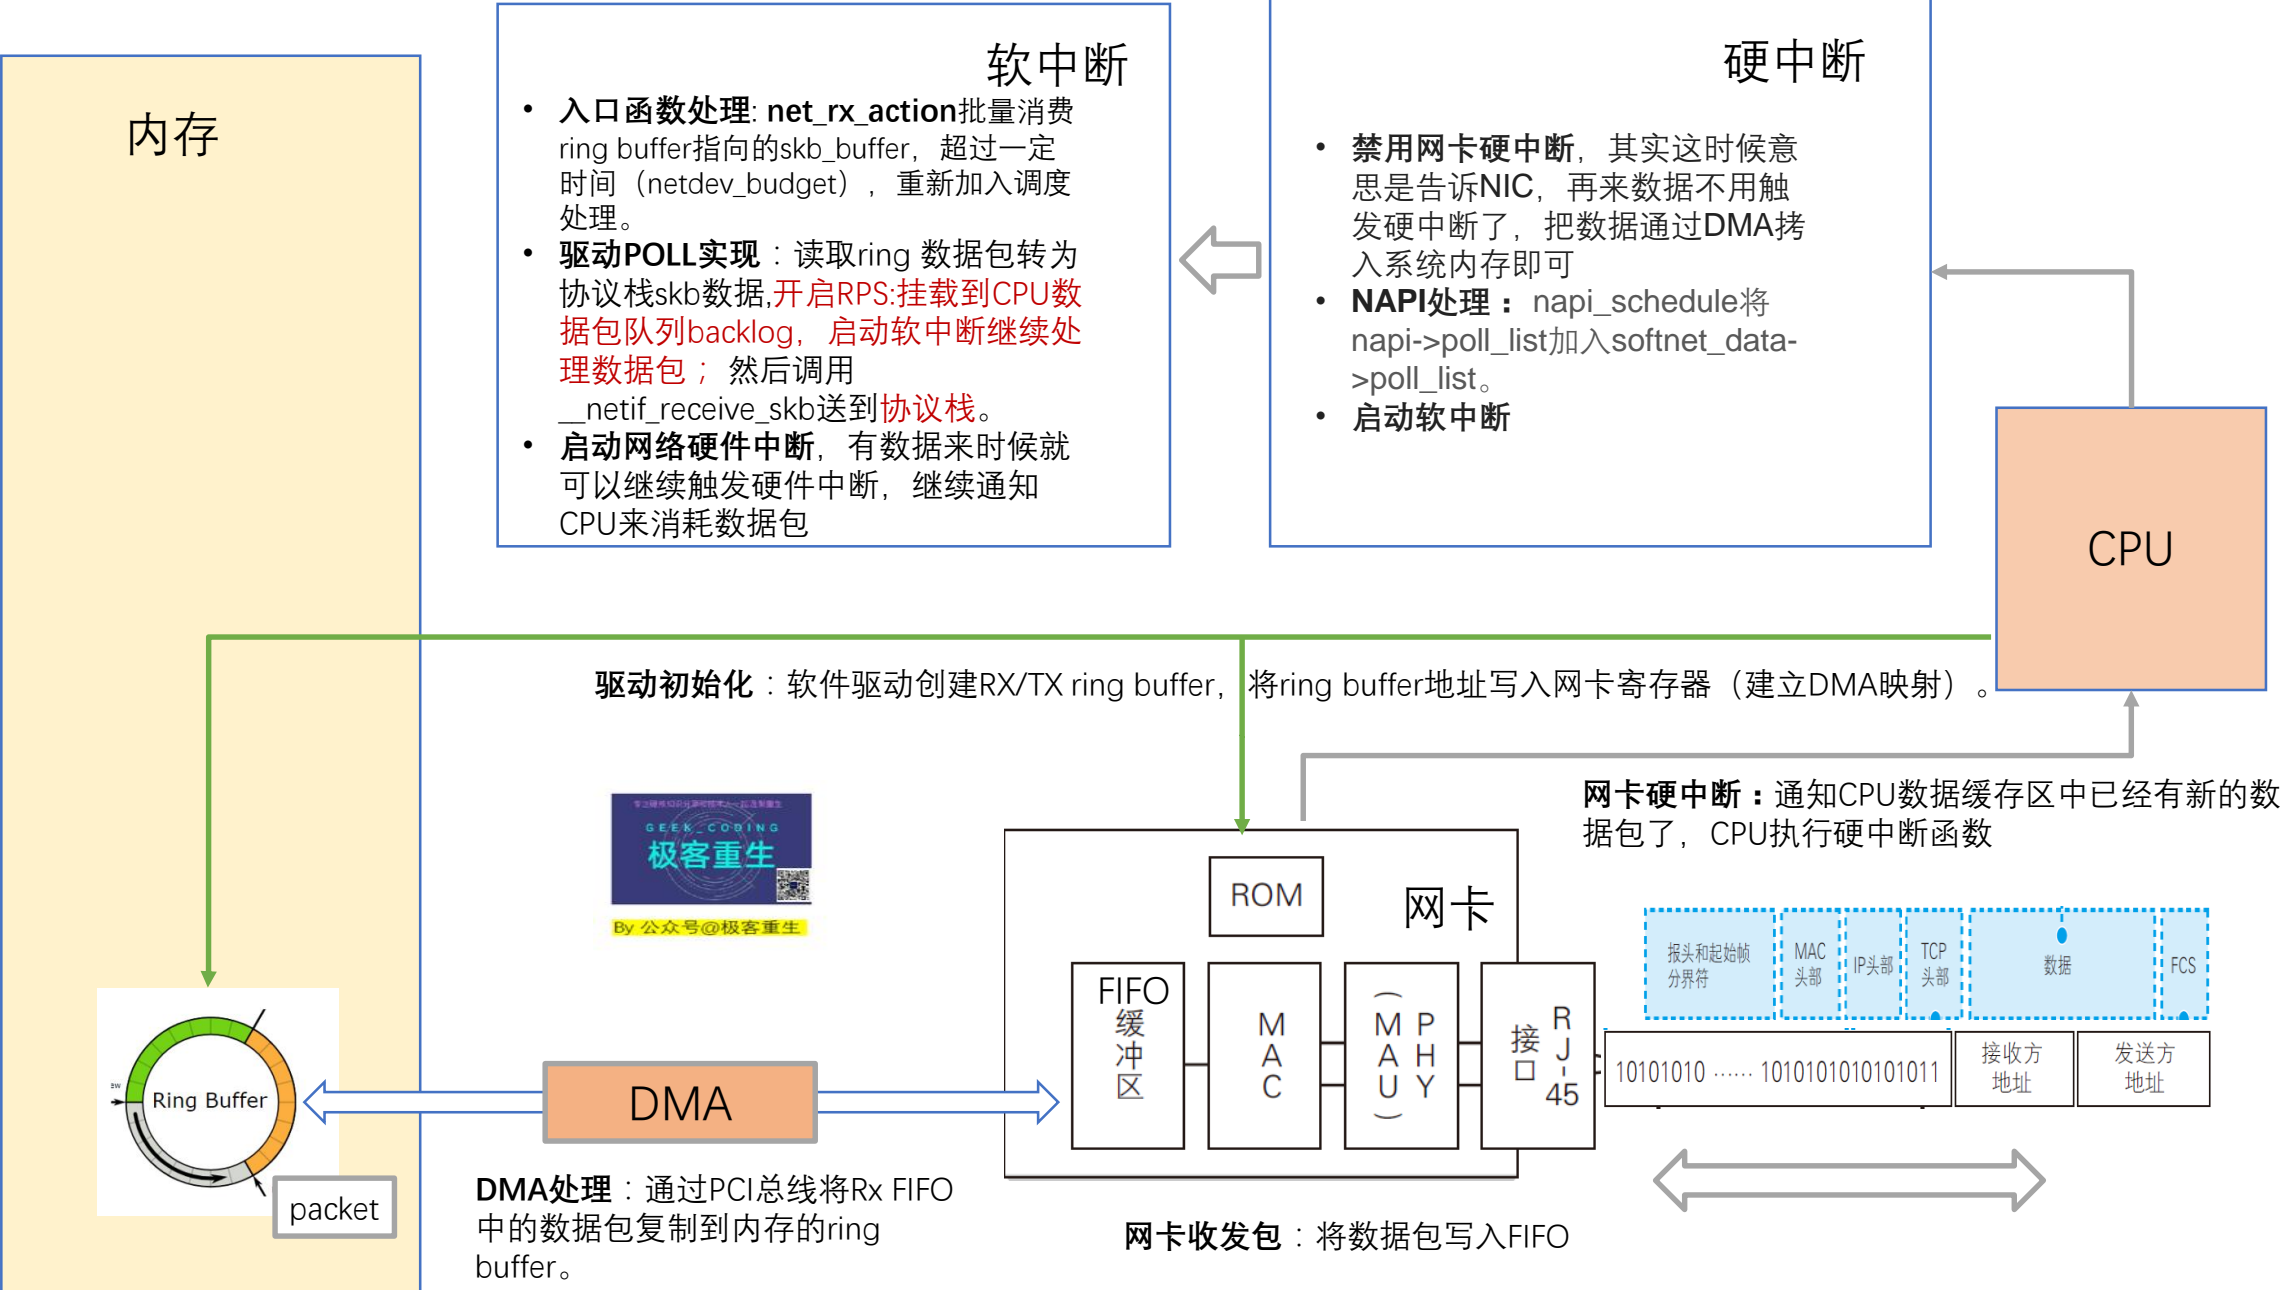 内存
软中断
• 入口函数处理: net_rx_action批量消费
ring buffer指向的skb_buffer，超过一定
时间（netdev_budget），重新加入调度
处理。
• 驱动POLL实现：读取ring 数据包转为
协议栈skb数据,开启RPS:挂载到CPU数
据包队列backlog，启动软中断继续处
理数据包；然后调用
__netif_receive_skb送到协议栈。
• 启动网络硬件中断，有数据来时候就
可以继续触发硬件中断，继续通知
CPU来消耗数据包
硬中断
• 禁用网卡硬中断，其实这时候意
思是告诉NIC，再来数据不用触
发硬中断了，把数据通过DMA拷
入系统内存即可
• NAPI处理：napi_schedule将
napi->poll_list加入softnet_data-
>poll_list。
• 启动软中断
CPU
驱动初始化：软件驱动创建RX/TX ring buffer，将ring buffer地址写入网卡寄存器（建立DMA映射）。
网卡硬中断：通知CPU数据缓存区中已经有新的数
据包了，CPU执行硬中断函数
GEEK_CODING
极客重生
By 公众号@极客重生
ROM
网卡
FIFO
缓冲区
MAC
PHY
(MAU)
RJ-45
接口
报头和起始帧
分界符
MAC
头部
IP头部
TCP
头部
数据
FCS
10101010 ...... 1010101010101011
接收方
地址
发送方
地址
Ring Buffer
packet
DMA
DMA处理：通过PCI总线将Rx FIFO
中的数据包复制到内存的ring
buffer。
网卡收发包：将数据包写入FIFO